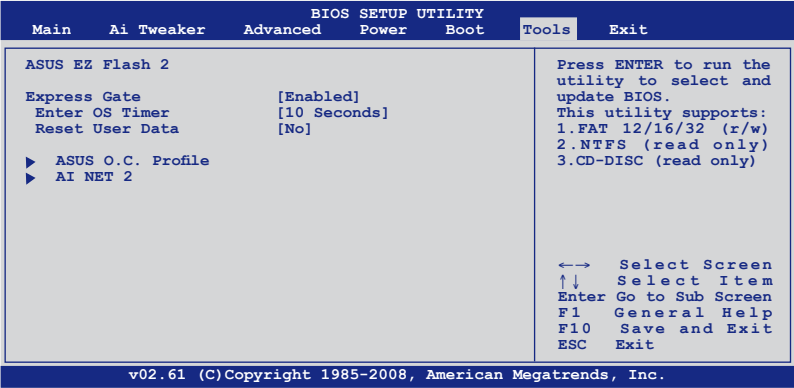 BIOS SETUP UTILITY
Main Ai Tweaker Advanced Power Boot Tools Exit
ASUS EZ Flash 2
Express Gate [Enabled]
Enter OS Timer [10 Seconds]
Reset User Data [No]
ASUS O.C. Profile
AI NET 2
Press ENTER to run the
utility to select and
update BIOS.
This utility supports:
1.FAT 12/16/32 (r/w)
2.NTFS (read only)
3.CD-DISC (read only)
←→ Select Screen
↑↓ Select Item
Enter Go to Sub Screen
F1 General Help
F10 Save and Exit
ESC Exit
v02.61 (C)Copyright 1985-2008, American Megatrends, Inc.